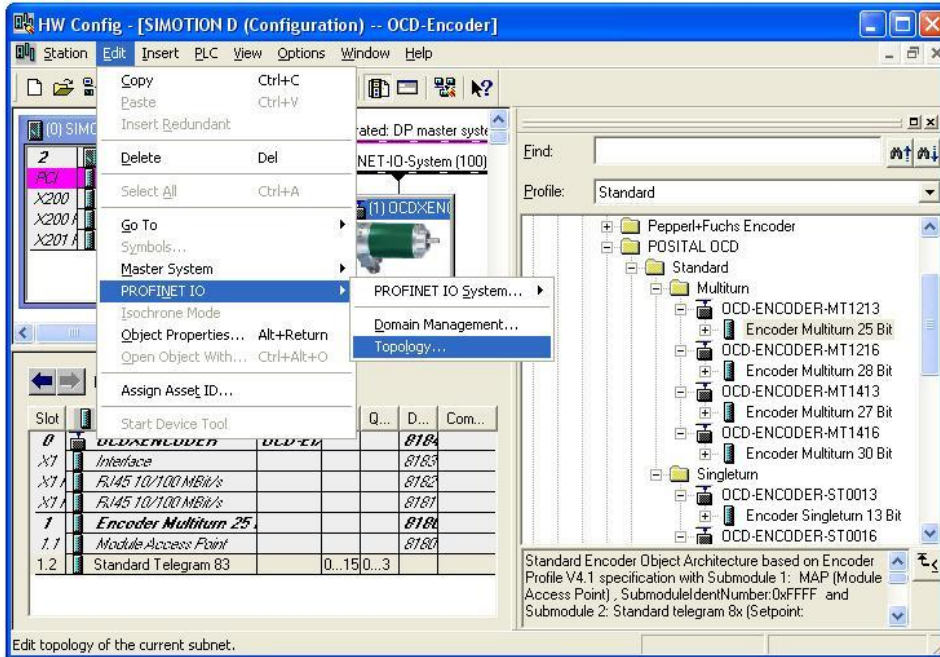 HW Config - [SIMOTION D (Configuration) -- OCD-Encoder]
Station Edit Insert PLC View Options Window Help
Copy Ctrl+C
Paste Ctrl+V
Insert Redundant
Delete Del
Select All Ctrl+A
Go To
Symbols...
Master System
PROFINET IO
Isochrone Mode
Object Properties... Alt+Return
Open Object With... Ctrl+Alt+O
Assign Asset ID...
Start Device Tool
PROFINET IO System...
Domain Management...
Topology...
(0) SIMO
2
PCI
X200
X200
X201
rated: DP master syste
NET-IO-System (100)
(1) OCDXENC
Find:
Profile: Standard
Pepperl+Fuchs Encoder
POSITAL OCD
Standard
Multiturn
OCD-ENCODER-MT1213
Encoder Multiturn 25 Bit
OCD-ENCODER-MT1216
Encoder Multiturn 28 Bit
OCD-ENCODER-MT1413
Encoder Multiturn 27 Bit
OCD-ENCODER-MT1416
Encoder Multiturn 30 Bit
Singleturn
OCD-ENCODER-ST0013
Encoder Singleturn 13 Bit
OCD-ENCODER-ST0016
Slot Q... D... Com...
0 OCDXENCODER 8184
X1 Interface 8183
X1 RJ45 10/100 MBit/s 8182
X1 RJ45 10/100 MBit/s 8181
1 Encoder Multiturn 25 818
1.1 Module Access Point 8180
1.2 Standard Telegram 83 0...15 0...3
Standard Encoder Object Architecture based on Encoder
Profile V4.1 specification with Submodule 1: MAP (Module
Access Point) , SubmoduleIdentNumber:0xFFFF and
Submodule 2: Standard telegram 8x (Setpoint:
Edit topology of the current subnet.